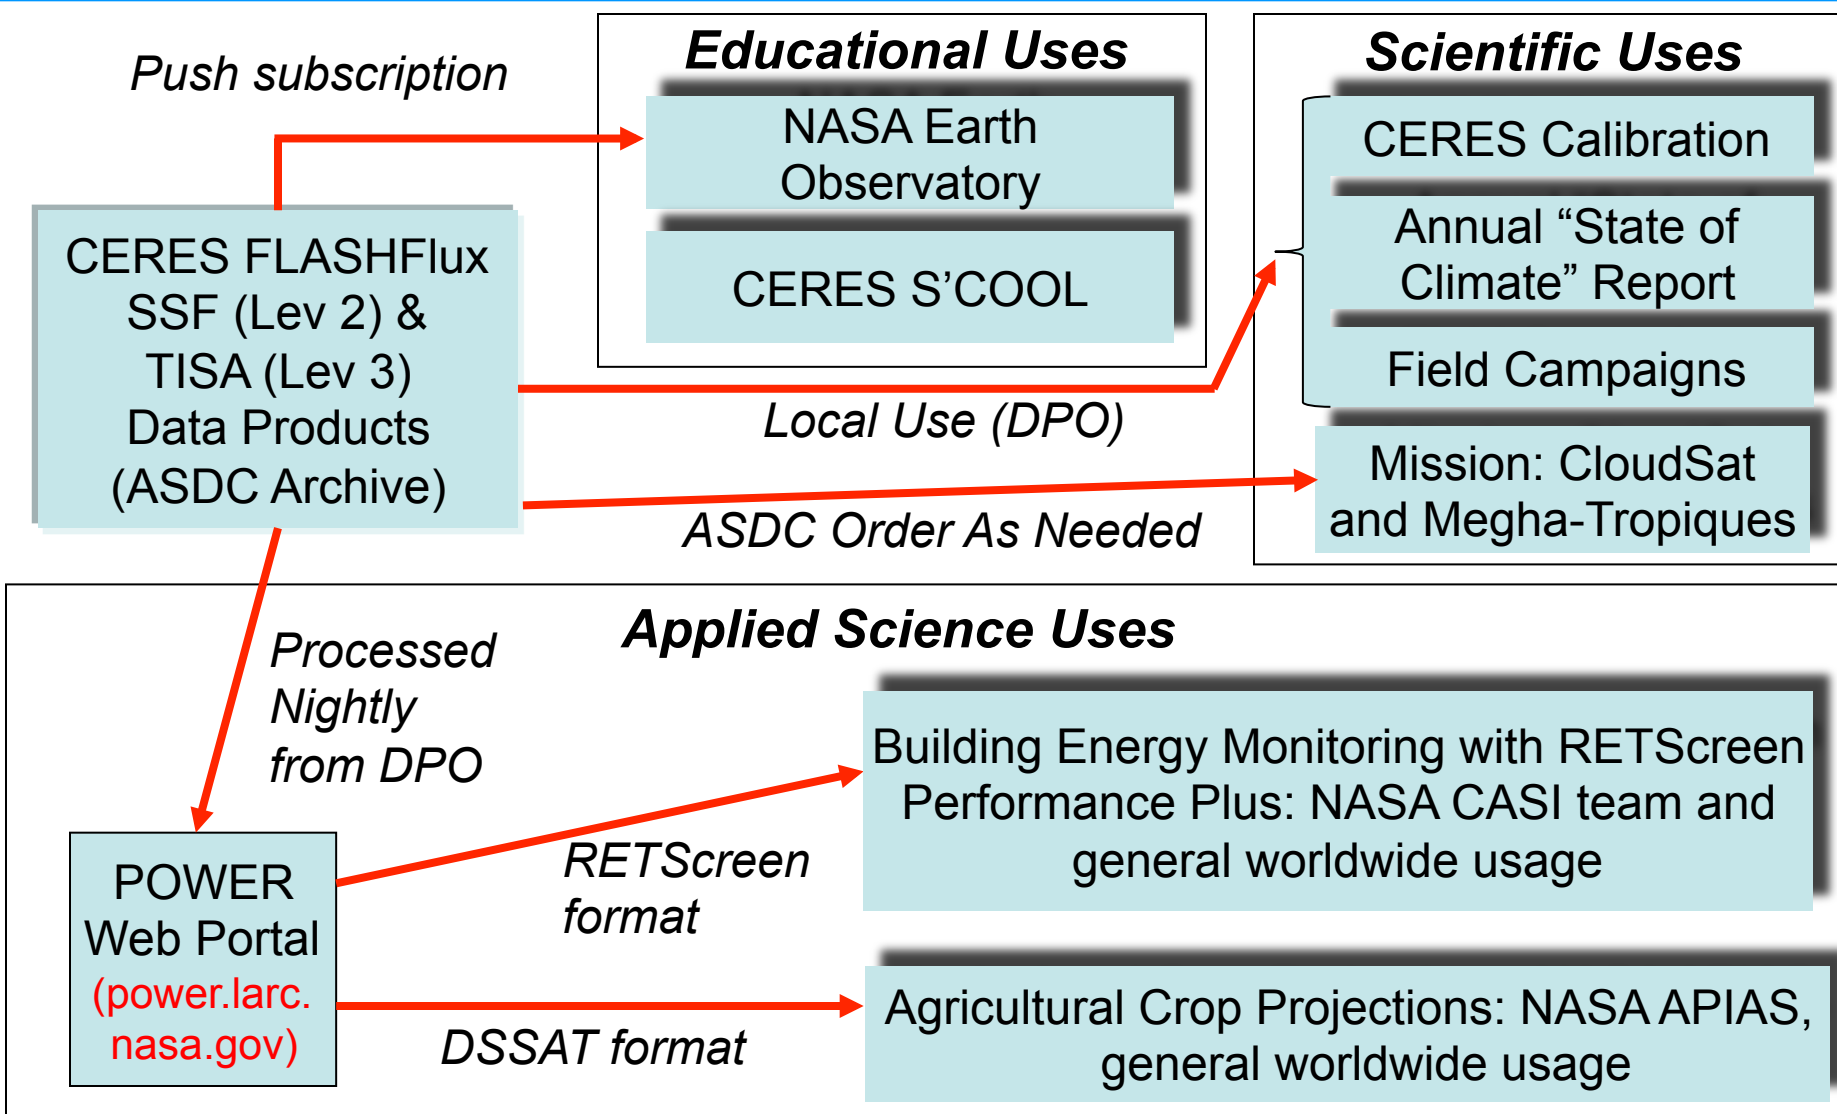 Push subscription
Educational Uses
NASA Earth
Observatory
CERES S’COOL
Scientific Uses
CERES Calibration
Annual “State of
Climate” Report
Field Campaigns
Mission: CloudSat
and Megha-Tropiques
CERES FLASHFlux
SSF (Lev 2) &
TISA (Lev 3)
Data Products
(ASDC Archive)
Local Use (DPO)
ASDC Order As Needed
Applied Science Uses
Processed
Nightly
from DPO
POWER
Web Portal
(power.larc.
nasa.gov)
RETScreen
format
DSSAT format
Building Energy Monitoring with RETScreen
Performance Plus: NASA CASI team and
general worldwide usage
Agricultural Crop Projections: NASA APIAS,
general worldwide usage